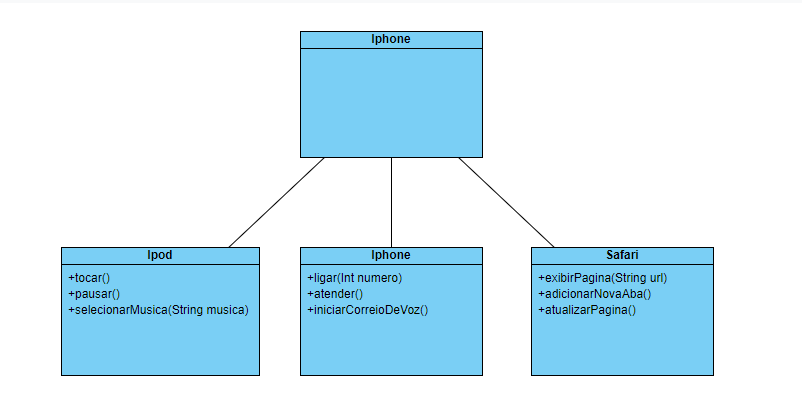 Iphone
Ipod
+tocar()
+pausar()
+selecionarMusica(String musica)
Iphone
+ligar(Int numero)
+atender()
+iniciarCorreioDeVoz()
Safari
+exibirPagina(String url)
+adicionarNovaAba()
+atualizarPagina()